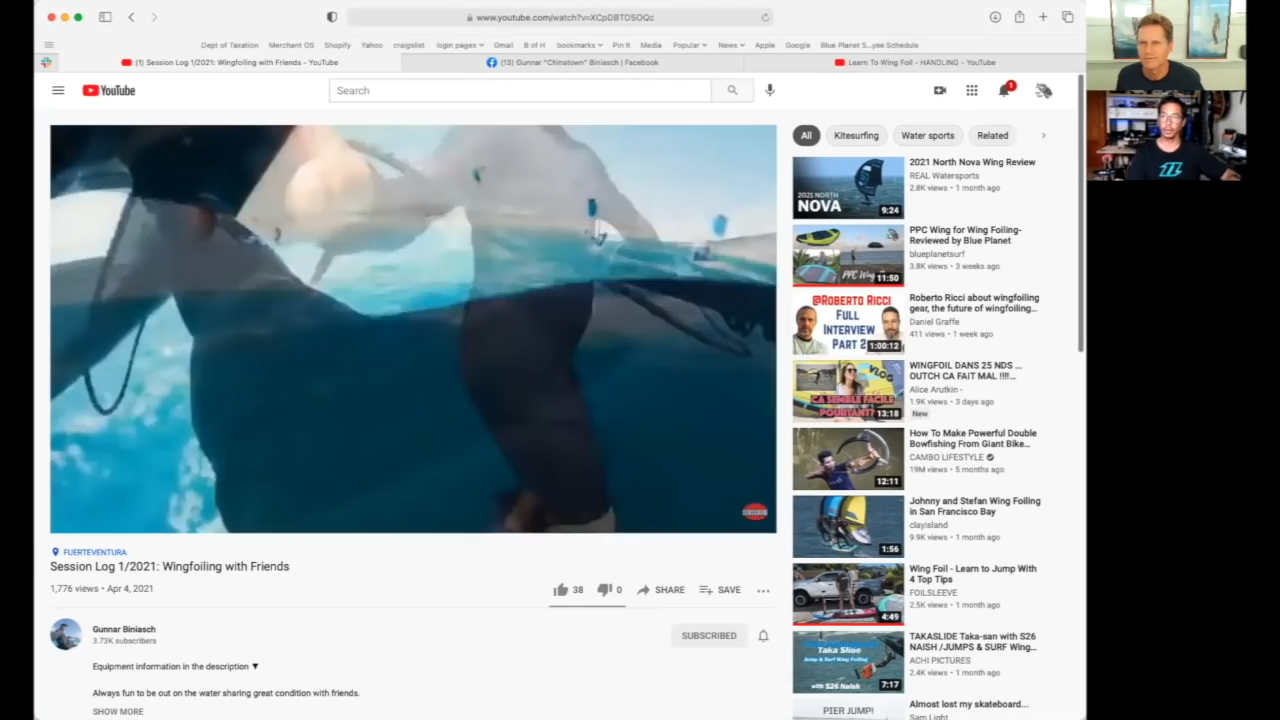 www.youtube.com/watch?v=XCpDBTDSOQc
Dept of Taxation Merchant OS Shopify Yahoo craigslist login pages Gmail B of H bookmarks Pin It Media Popular News Apple Google Blue Planet S...yee Schedule
(1) Session Log 1/2021: Wingfoiling with Friends - YouTube
(13) Gunnar "Chinatown" Biniasch | Facebook
Learn To Wing Foil - HANDLING - YouTube
YouTube
Search
1
All
Kitesurfing
Water sports
Related
2021 NORTH
NOVA
9:24
2021 North Nova Wing Review
REAL Watersports
2.8K views • 1 month ago
PPC Wing
11:50
PPC Wing for Wing Foiling-
Reviewed by Blue Planet
blueplanetsurf
3.8K views • 3 weeks ago
@ROBERTO RICCI
FULL
INTERVIEW
PART 2
1:00:12
Roberto Ricci about wingfoiling
gear, the future of wingfoiling...
Daniel Graffe
411 views • 1 week ago
VLOG
CA SEMBLE FACILE
POURTANT?
13:18
WINGFOIL DANS 25 NDS ...
OUTCH CA FAIT MAL !!!!...
Alice Arutkin -
1.9K views • 3 days ago
New
12:11
How To Make Powerful Double
Bowfishing From Giant Bike...
CAMBO LIFESTYLE
19M views • 5 months ago
1:56
Johnny and Stefan Wing Foiling
in San Francisco Bay
clayisland
9.9K views • 1 month ago
4:49
Wing Foil - Learn to Jump With
4 Top Tips
FOILSLEEVE
2.5K views • 1 month ago
Taka Slide
Jump & Surf Wing Foiling
with S26 Naish
7:17
TAKASLIDE Taka-san with S26
NAISH /JUMPS & SURF Wing...
ACHI PICTURES
2.4K views • 1 month ago
PIER JUMP!
Almost lost my skateboard...
Sam Light
SUBSCRIBE
FUERTEVENTURA
Session Log 1/2021: Wingfoiling with Friends
1,776 views • Apr 4, 2021
38
0
SHARE
SAVE
Gunnar Biniasch
3.73K subscribers
SUBSCRIBED
Equipment information in the description ▼
Always fun to be out on the water sharing great condition with friends.
SHOW MORE